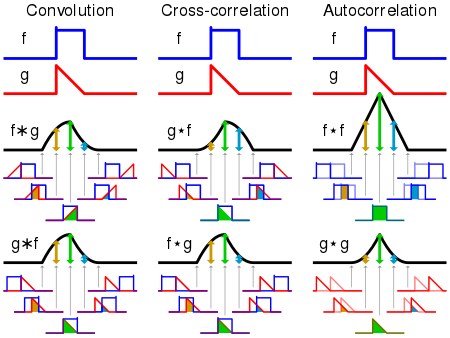 Convolution Cross-correlation Autocorrelation
f f f
g g g
f∗g g⋆f f⋆f
g∗f f⋆g g⋆g